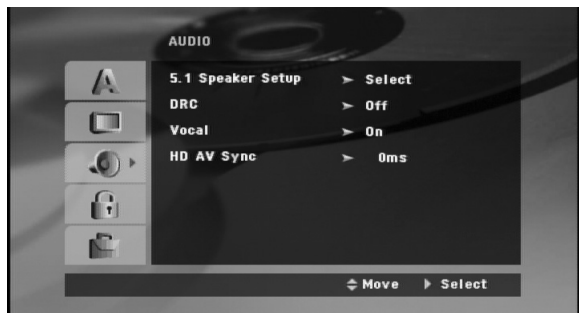 AUDIO
5.1 Speaker Setup ➤ Select
DRC ➤ Off
Vocal ➤ On
HD AV Sync ➤ 0ms
Move Select